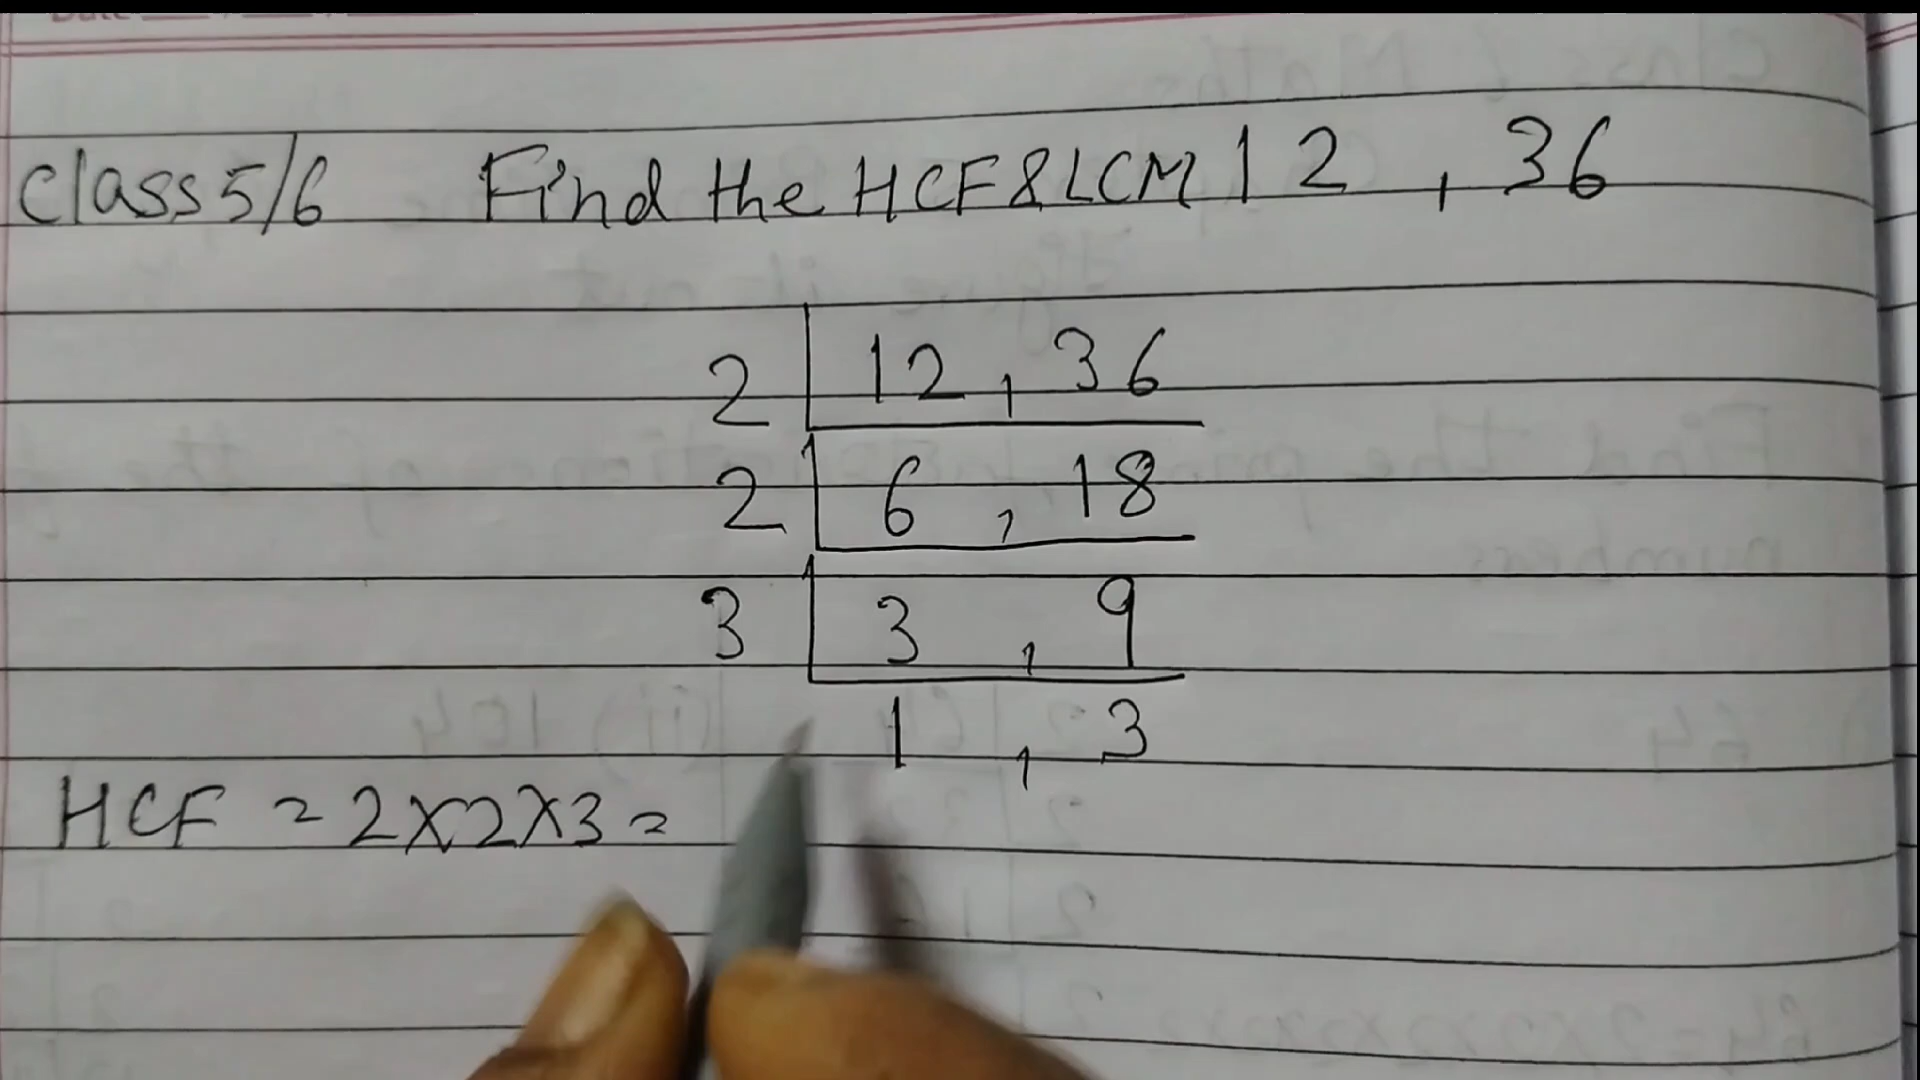 Date
Class 5/6 Find the HCF & LCM 12 , 36
2 | 12 , 36
2 | 6 , 18
3 | 3 , 9
1 , 3
HCF = 2×2×3 =